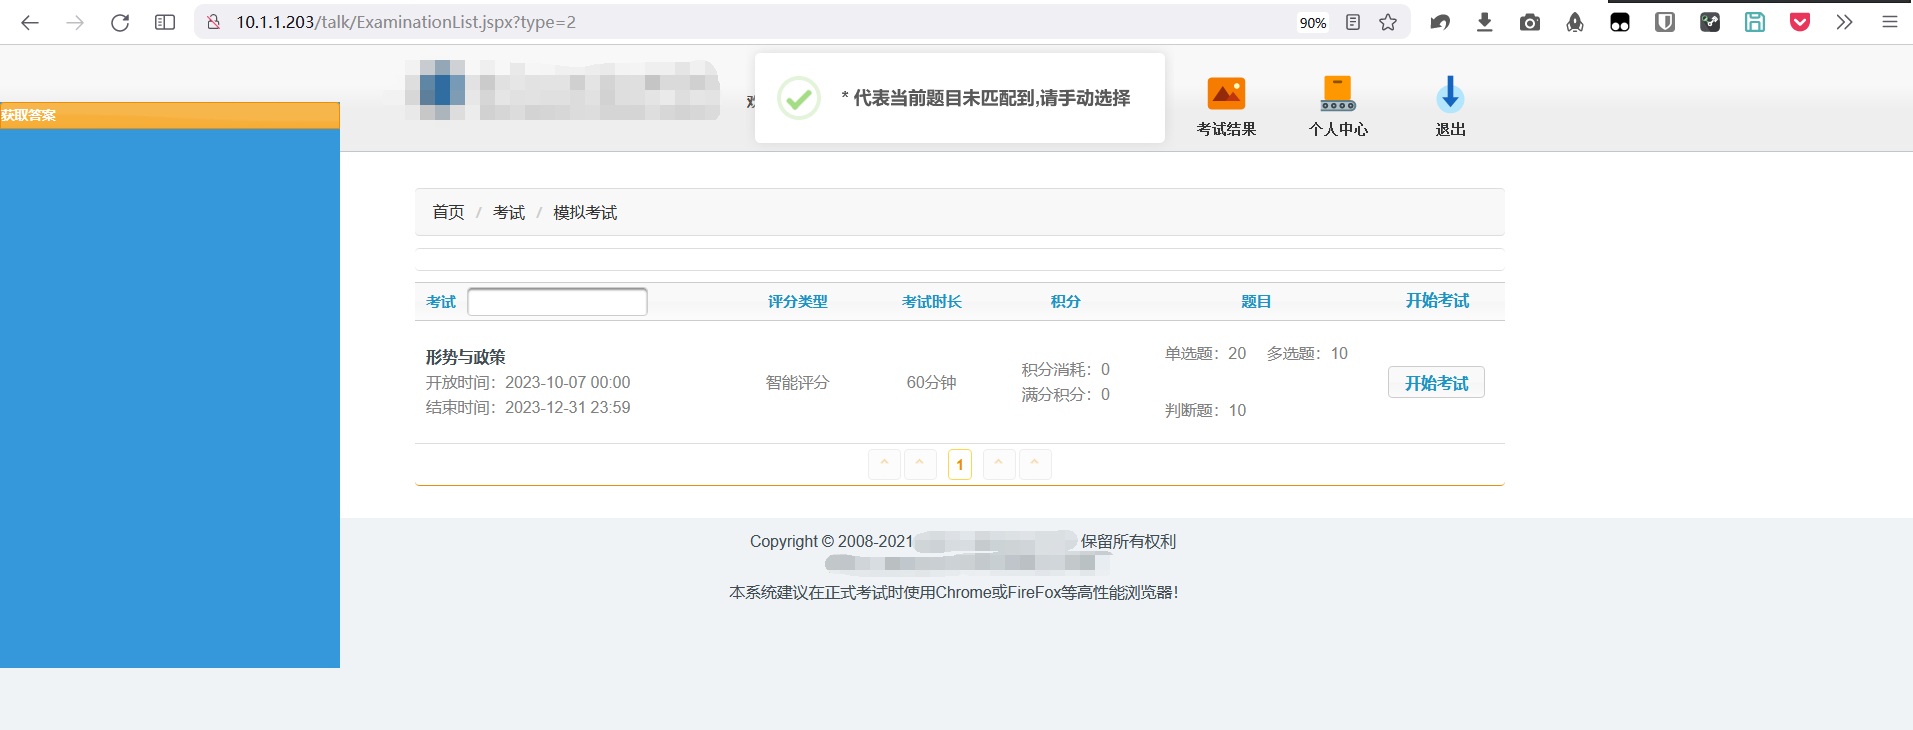 10.1.1.203/talk/ExaminationList.jspx?type=2
90%
获取答案
* 代表当前题目未匹配到,请手动选择
考试结果
个人中心
退出
首页 / 考试 / 模拟考试
考试 评分类型 考试时长 积分 题目 开始考试
形势与政策
开放时间：2023-10-07 00:00
结束时间：2023-12-31 23:59
智能评分
60分钟
积分消耗：0
满分积分：0
单选题：20 多选题：10
判断题：10
开始考试
1
Copyright © 2008-2021 保留所有权利
本系统建议在正式考试时使用Chrome或FireFox等高性能浏览器！